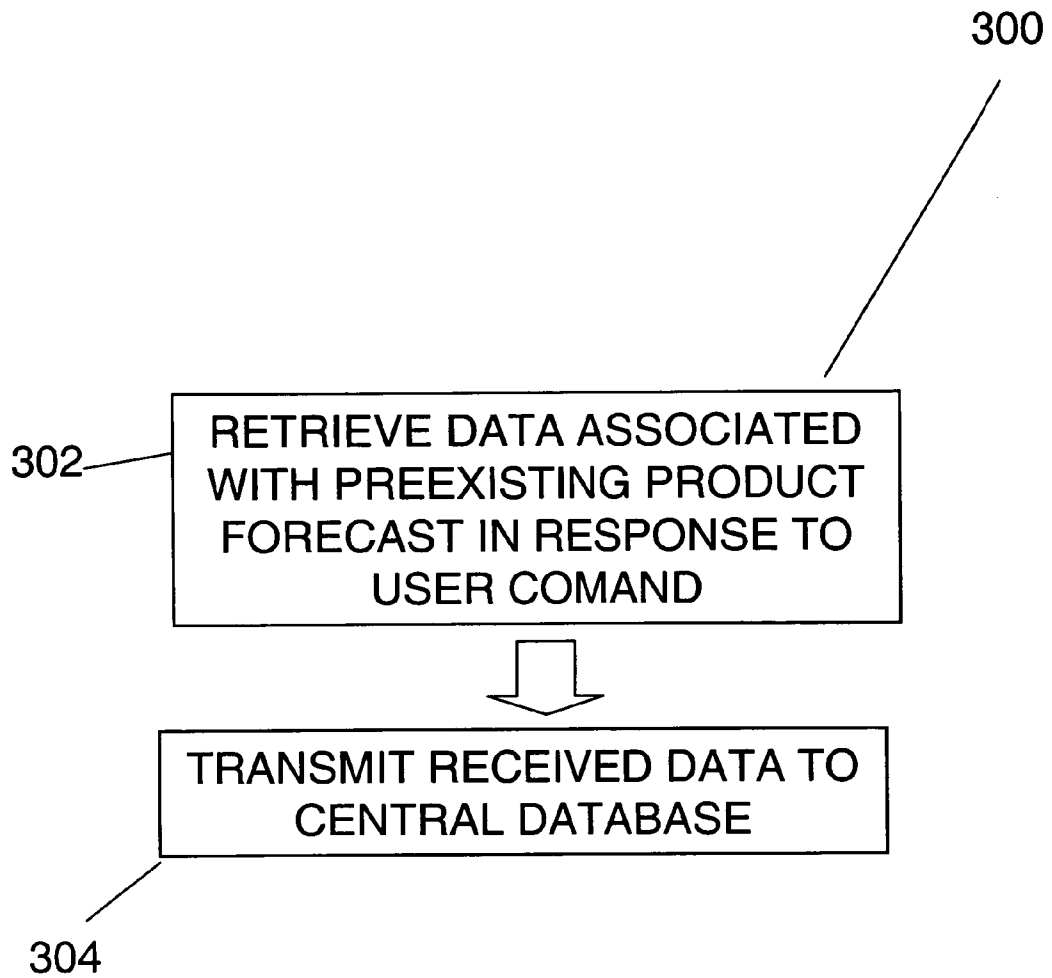 300
302
RETRIEVE DATA ASSOCIATED
WITH PREEXISTING PRODUCT
FORECAST IN RESPONSE TO
USER COMAND
TRANSMIT RECEIVED DATA TO
CENTRAL DATABASE
304